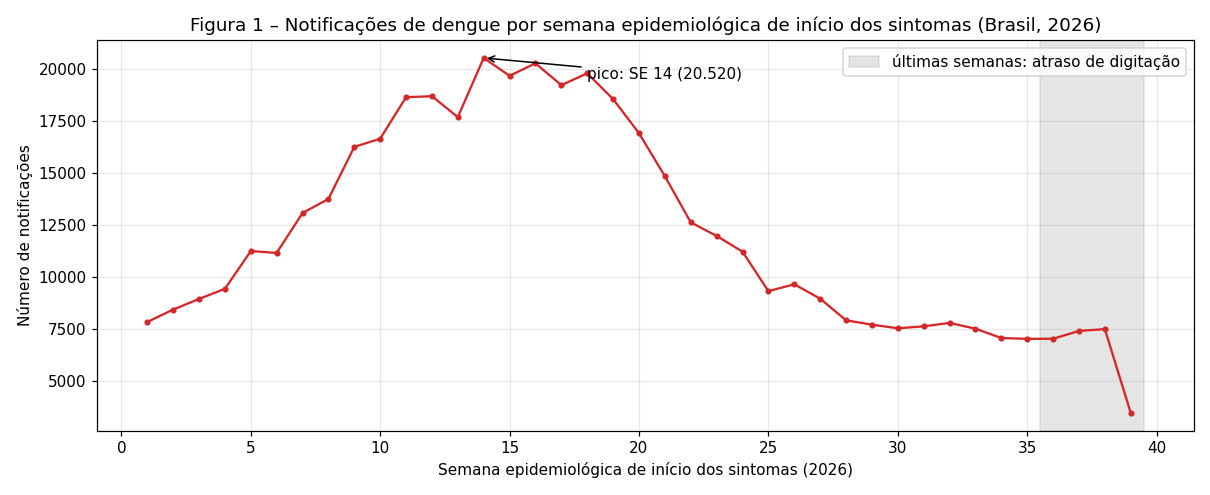 Figura 1 – Notificações de dengue por semana epidemiológica de início dos sintomas (Brasil, 2026)
últimas semanas: atraso de digitação
pico: SE 14 (20.520)
Número de notificações
20000
17500
15000
12500
10000
7500
5000
0 5 10 15 20 25 30 35 40
Semana epidemiológica de início dos sintomas (2026)